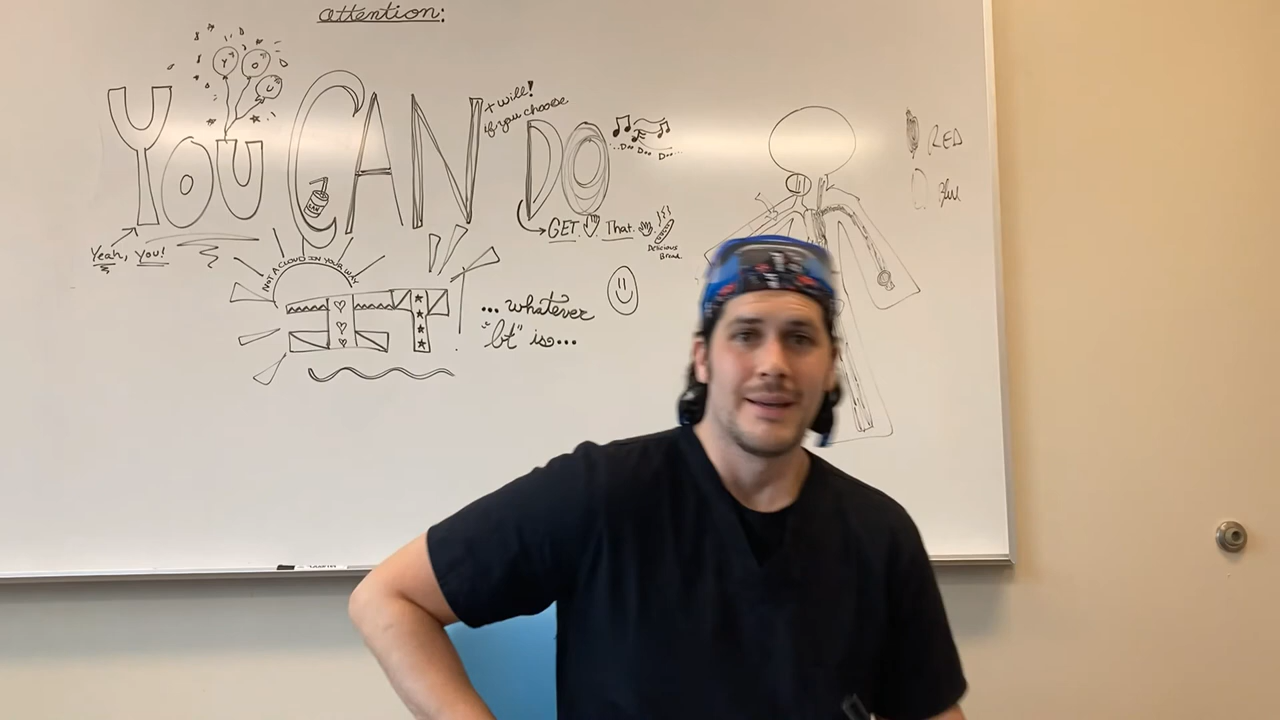 attention:
Y O U
YOU CAN DO
+ will!
if you choose
..Doo Doo Doo...
CAN
GET That
Delicious
Bread
Yeah, you!
NOT A CLOUD IN YOUR WAY
IT
... whatever
"It" is...
RED
Blue